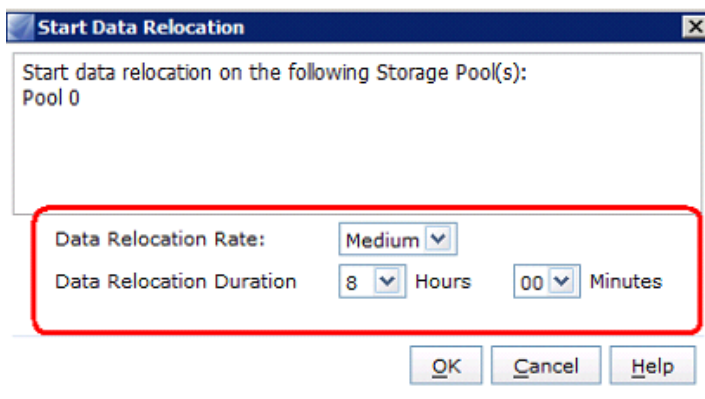 Start Data Relocation
Start data relocation on the following Storage Pool(s):
Pool 0
Data Relocation Rate: Medium
Data Relocation Duration 8 Hours 00 Minutes
OK Cancel Help